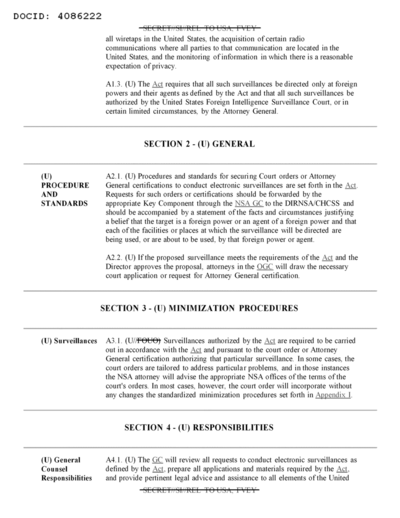 DOCID: 4086222
SECRET//SI//REL TO USA, FVEY
all wiretaps in the United States, the acquisition of certain radio
communications where all parties to that communication are located in the
United States, and the monitoring of information in which there is a reasonable
expectation of privacy.
A1.3. (U) The Act requires that all such surveillances be directed only at foreign
powers and their agents as defined by the Act and that all such surveillances be
authorized by the United States Foreign Intelligence Surveillance Court, or in
certain limited circumstances, by the Attorney General.
SECTION 2 - (U) GENERAL
(U)
PROCEDURE
AND
STANDARDS
A2.1. (U) Procedures and standards for securing Court orders or Attorney
General certifications to conduct electronic surveillances are set forth in the Act.
Requests for such orders or certifications should be forwarded by the
appropriate Key Component through the NSA GC to the DIRNSA/CHCSS and
should be accompanied by a statement of the facts and circumstances justifying
a belief that the target is a foreign power or an agent of a foreign power and that
each of the facilities or places at which the surveillance will be directed are
being used, or are about to be used, by that foreign power or agent.
A2.2. (U) If the proposed surveillance meets the requirements of the Act and the
Director approves the proposal, attorneys in the OGC will draw the necessary
court application or request for Attorney General certification.
SECTION 3 - (U) MINIMIZATION PROCEDURES
(U) Surveillances
A3.1. (U//FOUO) Surveillances authorized by the Act are required to be carried
out in accordance with the Act and pursuant to the court order or Attorney
General certification authorizing that particular surveillance. In some cases, the
court orders are tailored to address particular problems, and in those instances
the NSA attorney will advise the appropriate NSA offices of the terms of the
court's orders. In most cases, however, the court order will incorporate without
any changes the standardized minimization procedures set forth in Appendix I.
SECTION 4 - (U) RESPONSIBILITIES
(U) General
Counsel
Responsibilities
A4.1. (U) The GC will review all requests to conduct electronic surveillances as
defined by the Act, prepare all applications and materials required by the Act,
and provide pertinent legal advice and assistance to all elements of the United
SECRET//SI//REL TO USA, FVEY